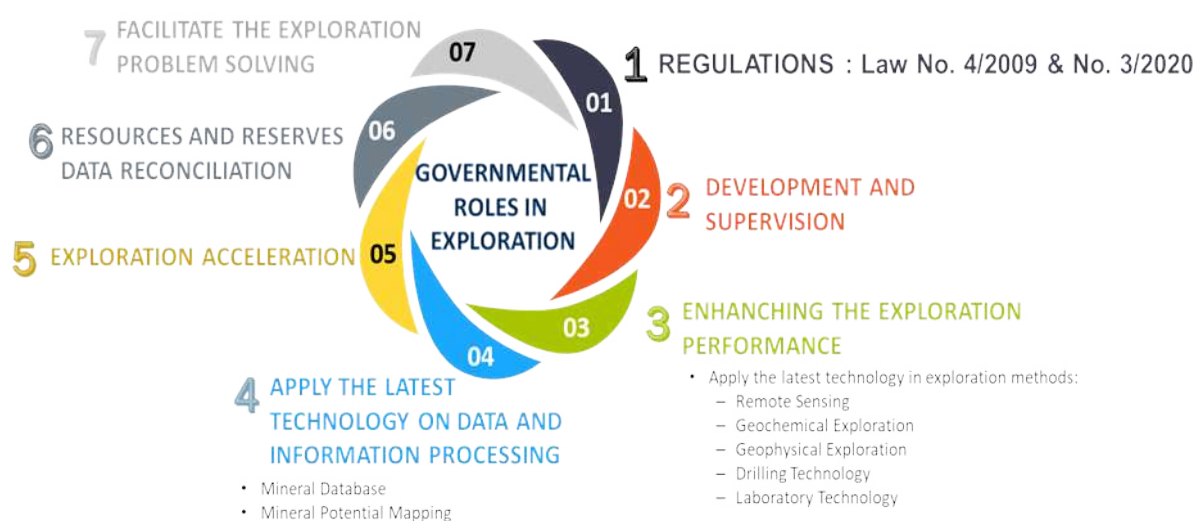 GOVERNMENTAL
ROLES IN
EXPLORATION
01
1 REGULATIONS : Law No. 4/2009 & No. 3/2020
02
2 DEVELOPMENT AND
SUPERVISION
03
3 ENHANCHING THE EXPLORATION
PERFORMANCE
• Apply the latest technology in exploration methods:
– Remote Sensing
– Geochemical Exploration
– Geophysical Exploration
– Drilling Technology
– Laboratory Technology
04
4 APPLY THE LATEST
TECHNOLOGY ON DATA AND
INFORMATION PROCESSING
• Mineral Database
• Mineral Potential Mapping
05
5 EXPLORATION ACCELERATION
06
6 RESOURCES AND RESERVES
DATA RECONCILIATION
07
7 FACILITATE THE EXPLORATION
PROBLEM SOLVING